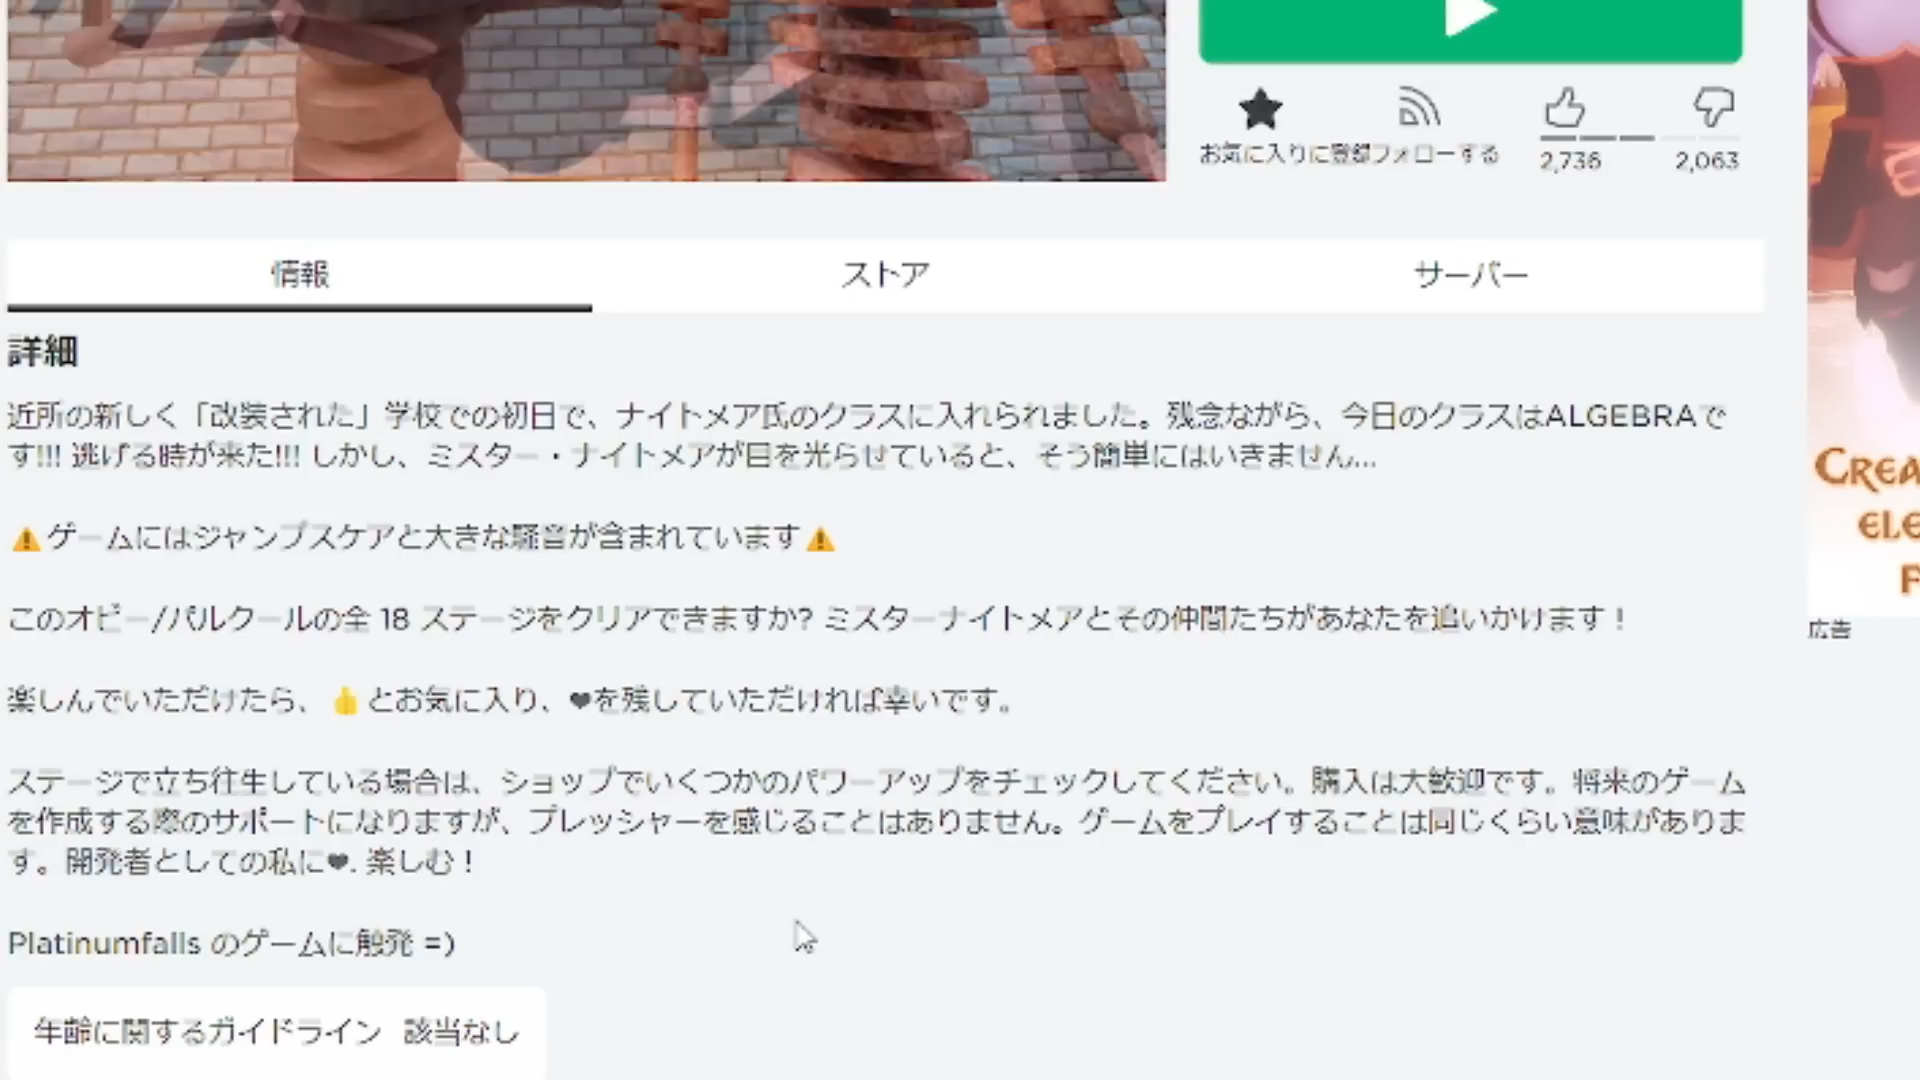 お気に入りに登録フォローする
2,736 2,063
情報 ストア サーバー
詳細
近所の新しく「改装された」学校での初日で、ナイトメア氏のクラスに入れられました。残念ながら、今日のクラスはALGEBRAで
す!!! 逃げる時が来た!!! しかし、ミスター・ナイトメアが目を光らせていると、そう簡単にはいきません...
⚠️ゲームにはジャンプスケアと大きな騒音が含まれています⚠️
このオビー/パルクールの全 18 ステージをクリアできますか? ミスターナイトメアとその仲間たちがあなたを追いかけます！
楽しんでいただけたら、 👍 とお気に入り、❤を残していただければ幸いです。
ステージで立ち往生している場合は、ショップでいくつかのパワーアップをチェックしてください。購入は大歓迎です。将来のゲーム
を作成する際のサポートになりますが、プレッシャーを感じることはありません。ゲームをプレイすることは同じくらい意味がありま
す。開発者としての私に❤. 楽しむ！
Platinumfalls のゲームに触発 =)
年齢に関するガイドライン 該当なし
CREA
ELE
広告